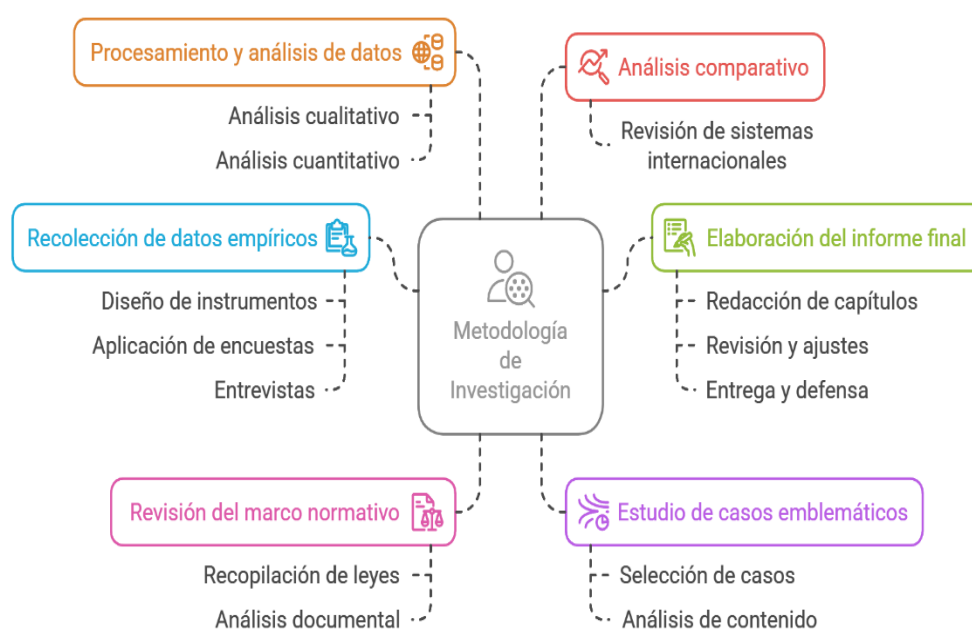 Procesamiento y análisis de datos
Análisis cualitativo
Análisis cuantitativo
Análisis comparativo
Revisión de sistemas
internacionales
Recolección de datos empíricos
Diseño de instrumentos
Aplicación de encuestas
Entrevistas
Metodología
de
Investigación
Elaboración del informe final
Redacción de capítulos
Revisión y ajustes
Entrega y defensa
Revisión del marco normativo
Recopilación de leyes
Análisis documental
Estudio de casos emblemáticos
Selección de casos
Análisis de contenido